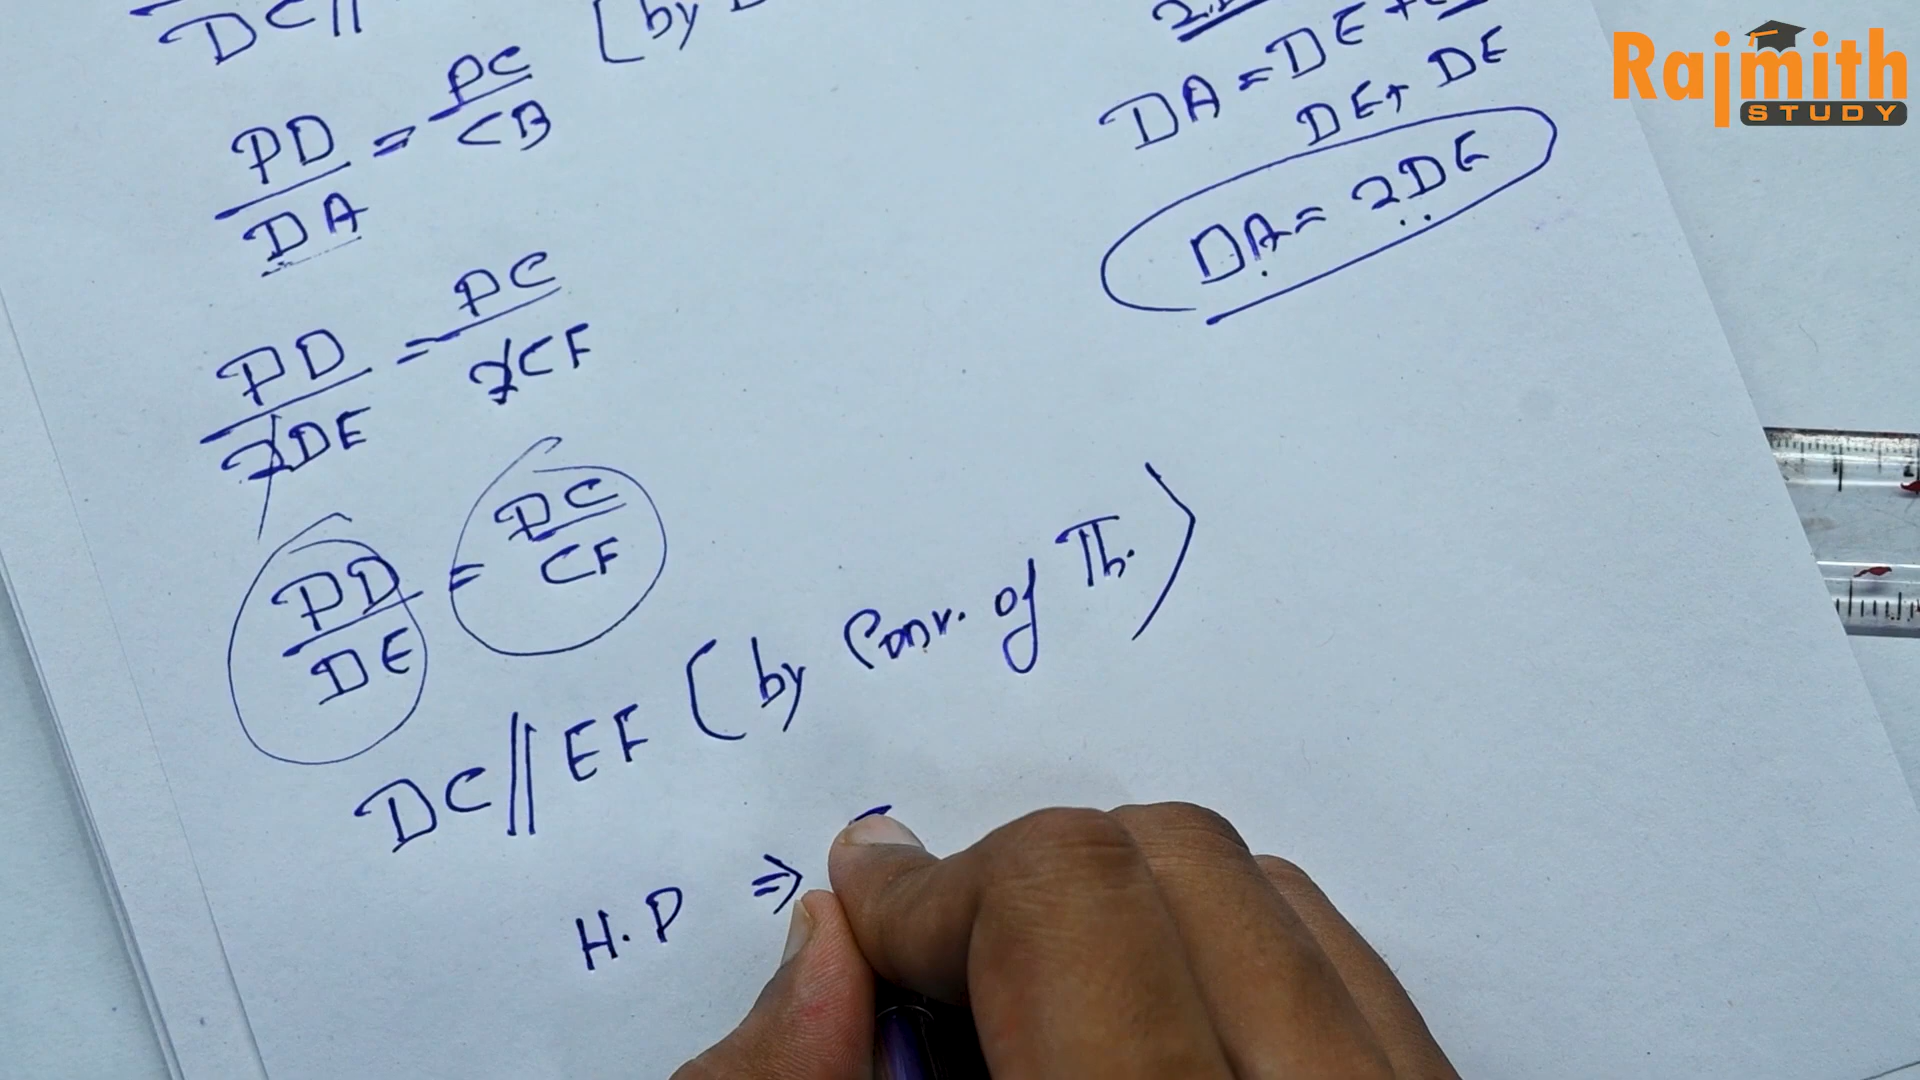 DC//
[by
PD/DA = PC/CB
PD/2DE = PC/2CF
PD/DE = PC/CF
DC//EF (by Conv. of Th.)
H.P ⇒
DA = DE +
DE + DE
DA = 2DE
Rajmith
STUDY